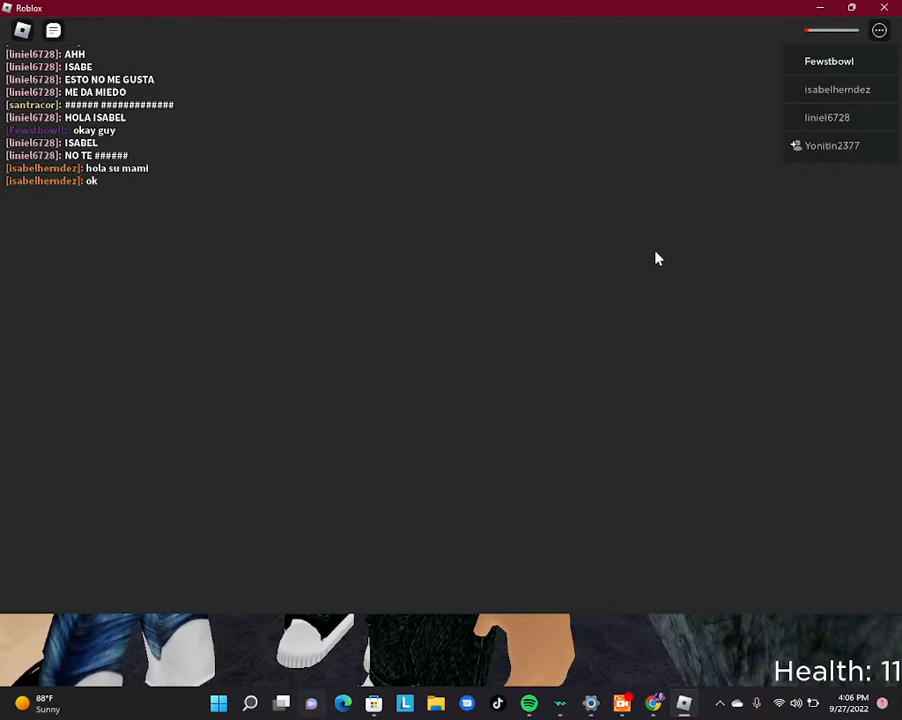 Roblox
[liniel6728]: AHH
[liniel6728]: ISABE
[liniel6728]: ESTO NO ME GUSTA
[liniel6728]: ME DA MIEDO
[santracor]: ###### #############
[liniel6728]: HOLA ISABEL
[Fewstbowl]: okay guy
[liniel6728]: ISABEL
[liniel6728]: NO TE ######
[isabelherndez]: hola su mami
[isabelherndez]: ok
Fewstbowl
isabelherndez
liniel6728
Yonitin2377
Health: 11
88°F
Sunny
L
4:06 PM
9/27/2022
1